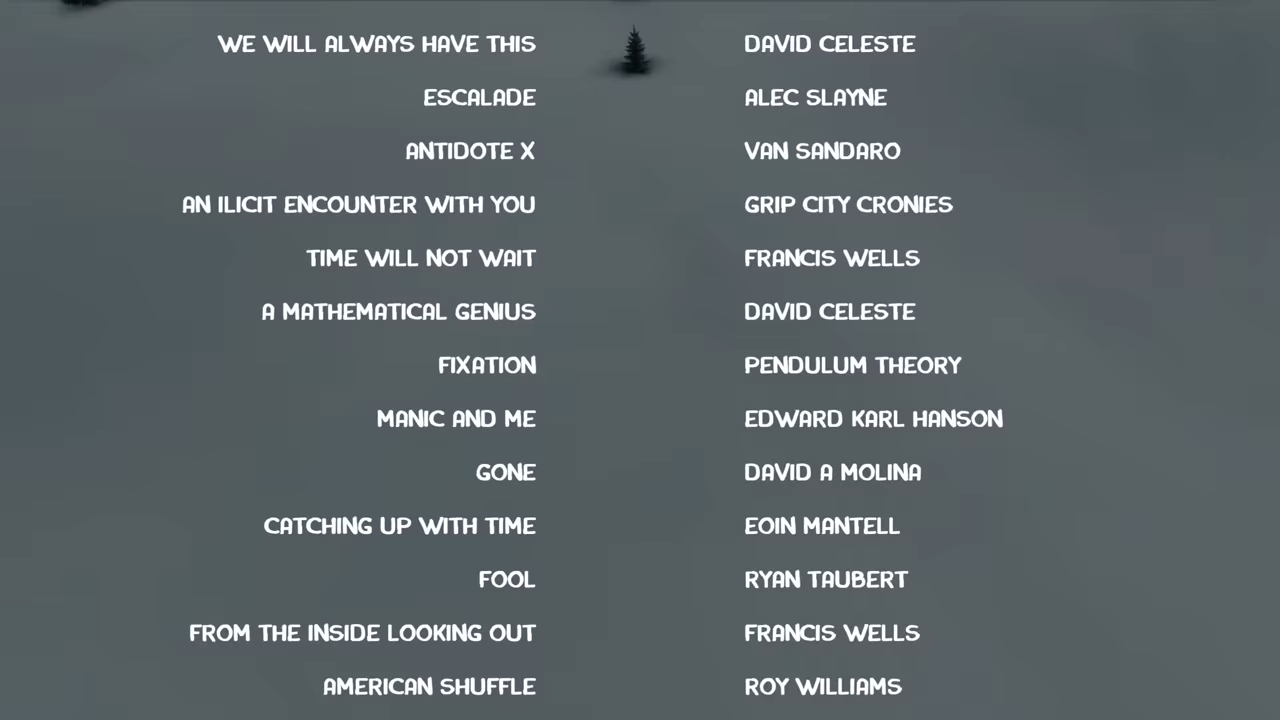 WE WILL ALWAYS HAVE THIS DAVID CELESTE
ESCALADE ALEC SLAYNE
ANTIDOTE X VAN SANDARO
AN ILICIT ENCOUNTER WITH YOU GRIP CITY CRONIES
TIME WILL NOT WAIT FRANCIS WELLS
A MATHEMATICAL GENIUS DAVID CELESTE
FIXATION PENDULUM THEORY
MANIC AND ME EDWARD KARL HANSON
GONE DAVID A MOLINA
CATCHING UP WITH TIME EOIN MANTELL
FOOL RYAN TAUBERT
FROM THE INSIDE LOOKING OUT FRANCIS WELLS
AMERICAN SHUFFLE ROY WILLIAMS